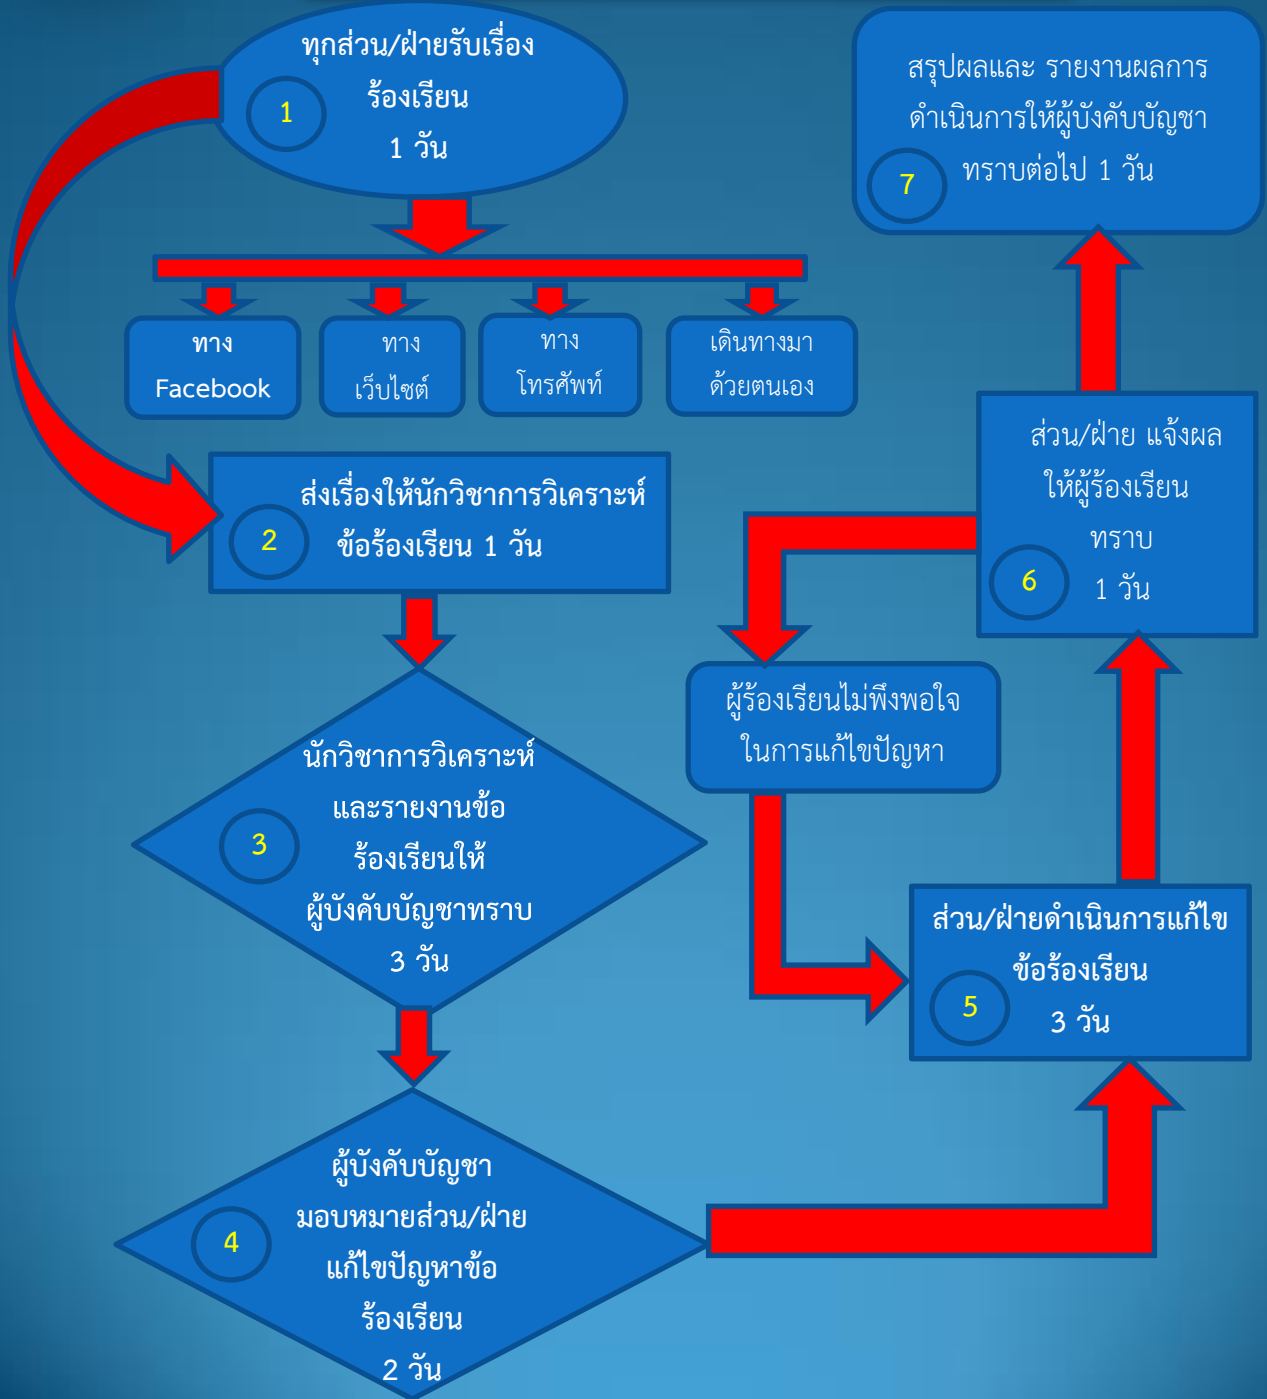 ทุกส่วน/ฝ่ายรับเรื่อง
ร้องเรียน
1 วัน
1
ทาง
Facebook
ทาง
เว็บไซต์
ทาง
โทรศัพท์
เดินทางมา
ด้วยตนเอง
ส่งเรื่องให้นักวิชาการวิเคราะห์
ข้อร้องเรียน 1 วัน
2
นักวิชาการวิเคราะห์
และรายงานข้อ
ร้องเรียนให้
ผู้บังคับบัญชาทราบ
3 วัน
3
ผู้บังคับบัญชา
มอบหมายส่วน/ฝ่าย
แก้ไขปัญหาข้อ
ร้องเรียน
2 วัน
4
ส่วน/ฝ่ายดำเนินการแก้ไข
ข้อร้องเรียน
3 วัน
5
ส่วน/ฝ่าย แจ้งผล
ให้ผู้ร้องเรียน
ทราบ
1 วัน
6
ผู้ร้องเรียนไม่พึงพอใจ
ในการแก้ไขปัญหา
สรุปผลและ รายงานผลการ
ดำเนินการให้ผู้บังคับบัญชา
ทราบต่อไป 1 วัน
7